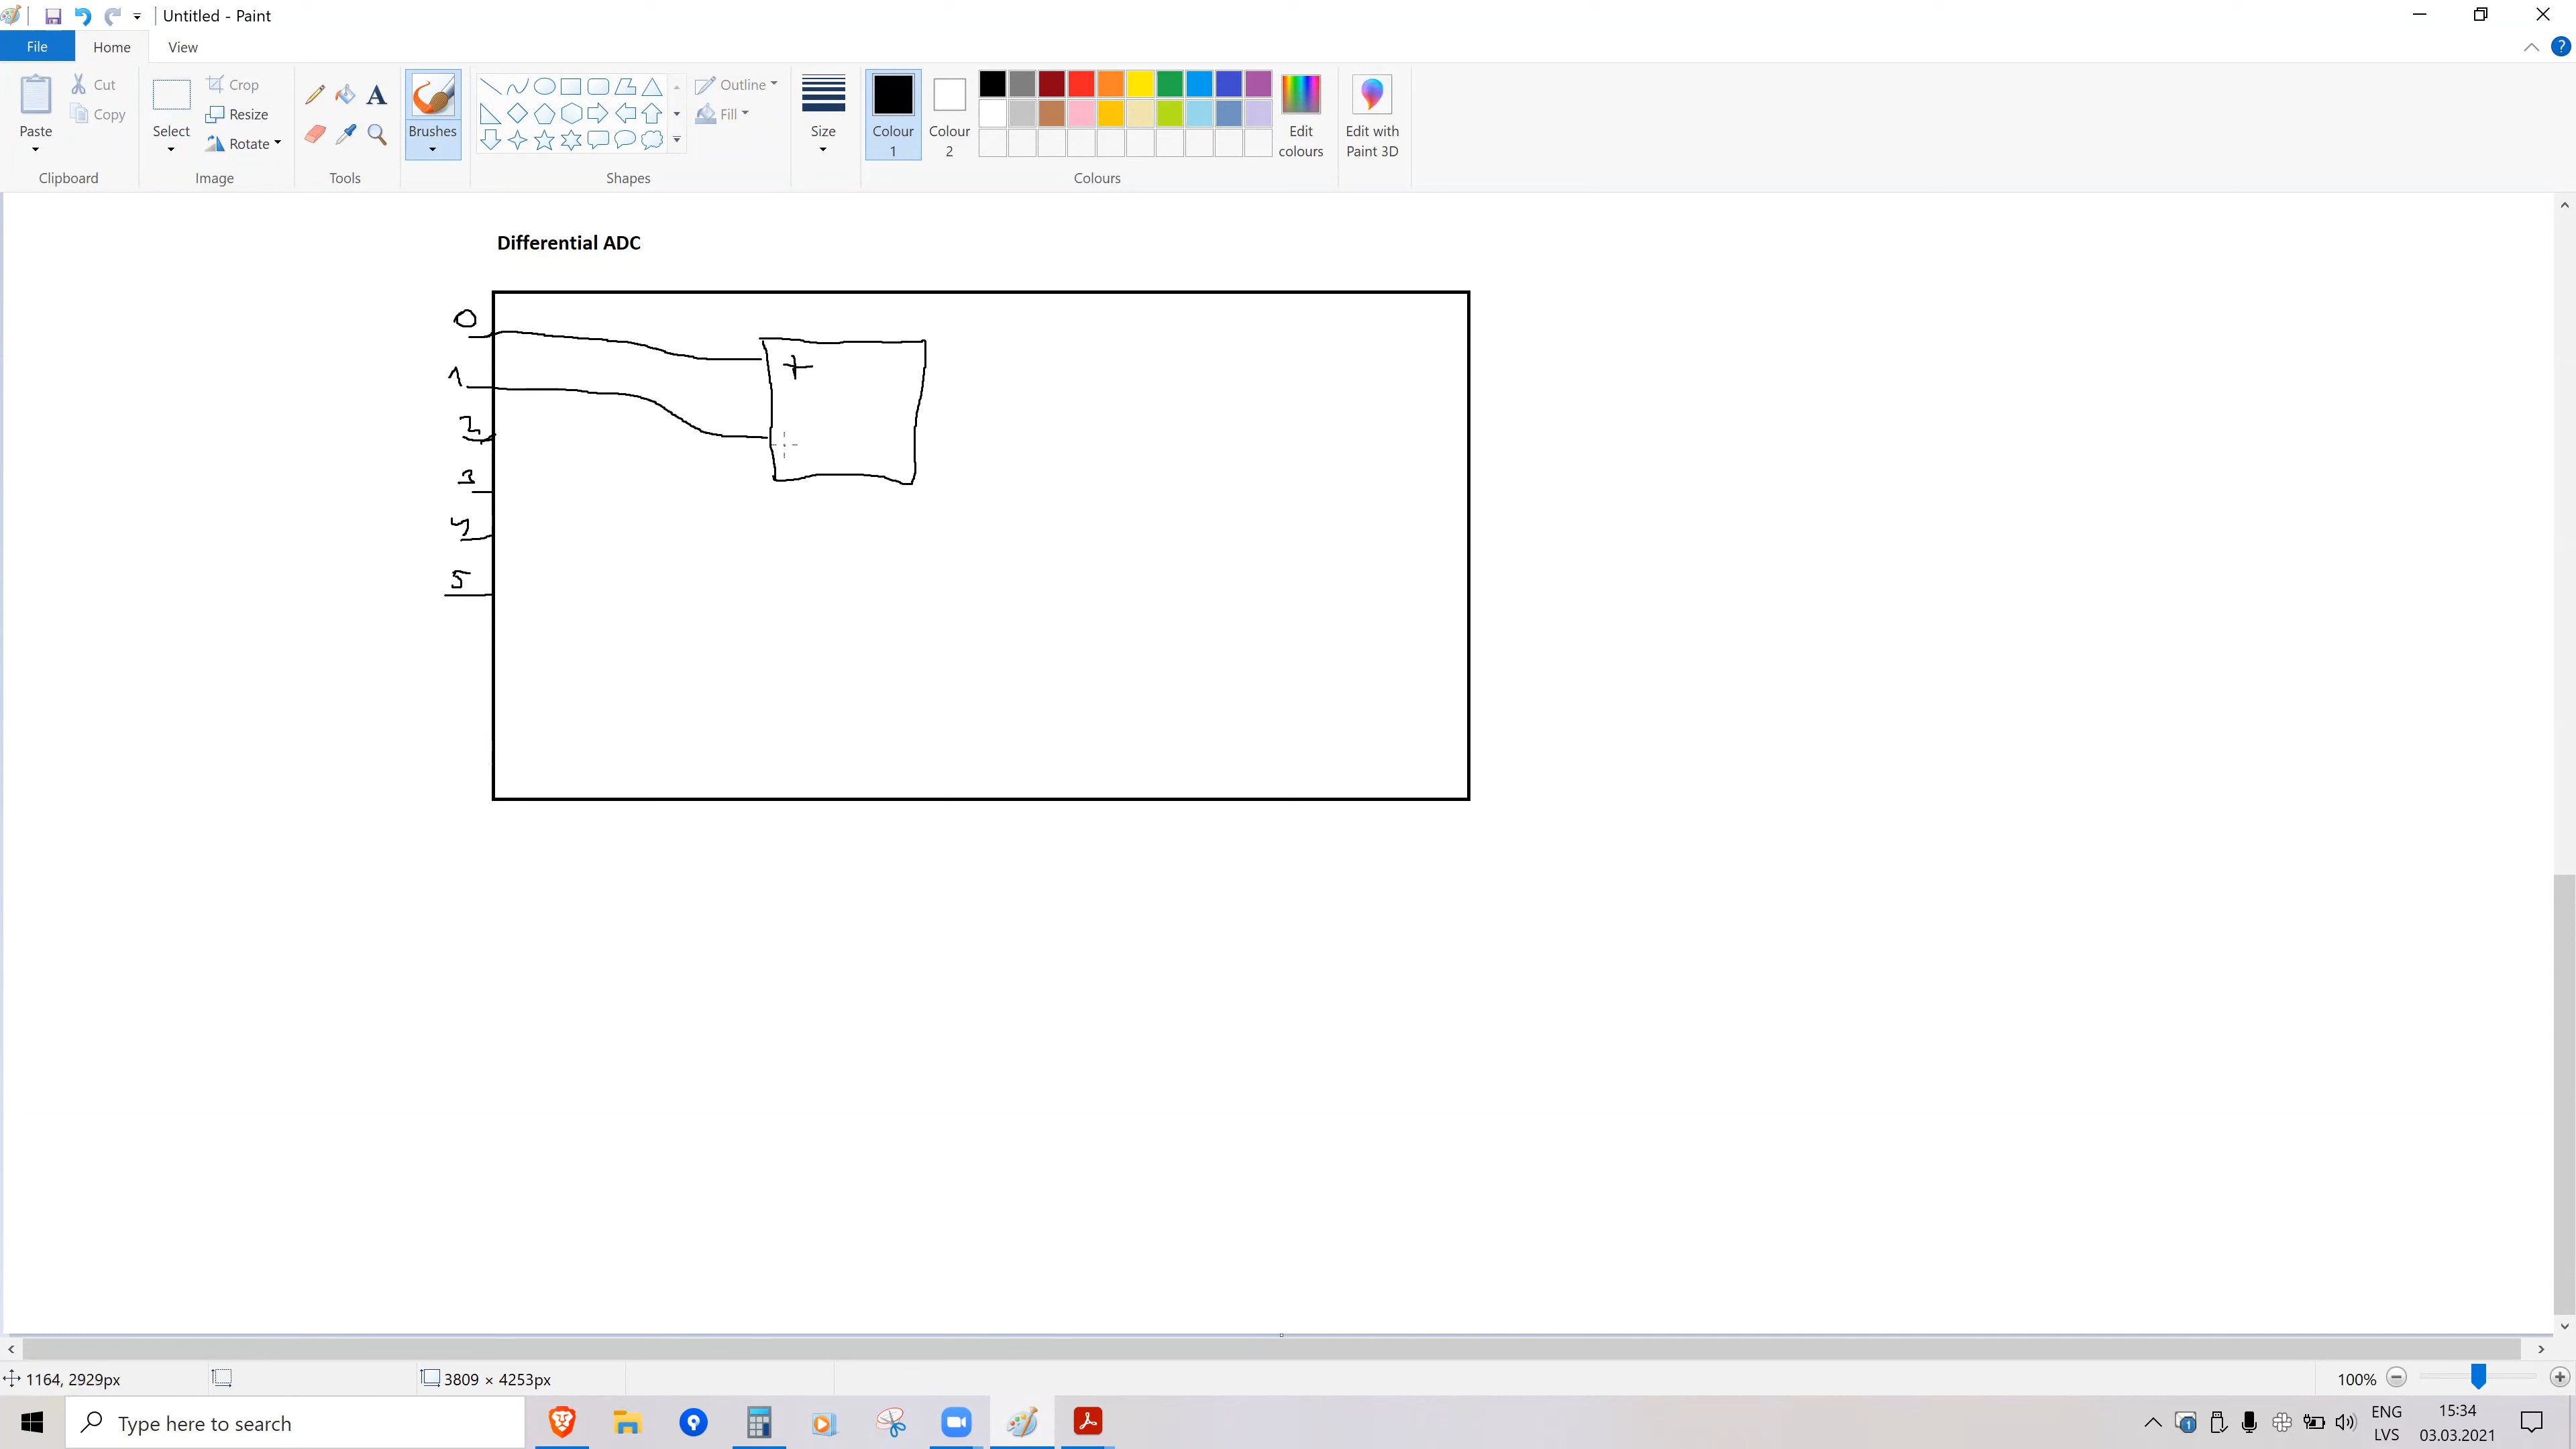 Untitled - Paint
File Home View
Paste
Cut
Copy
Clipboard
Select
Crop
Resize
Rotate
Image
Tools
Brushes
Outline
Fill
Shapes
Size
Colour 1
Colour 2
Edit colours
Colours
Edit with Paint 3D
Differential ADC
0
1
2
3
4
5
+
1164, 2929px
3809 × 4253px
100%
Type here to search
ENG
LVS
15:34
03.03.2021